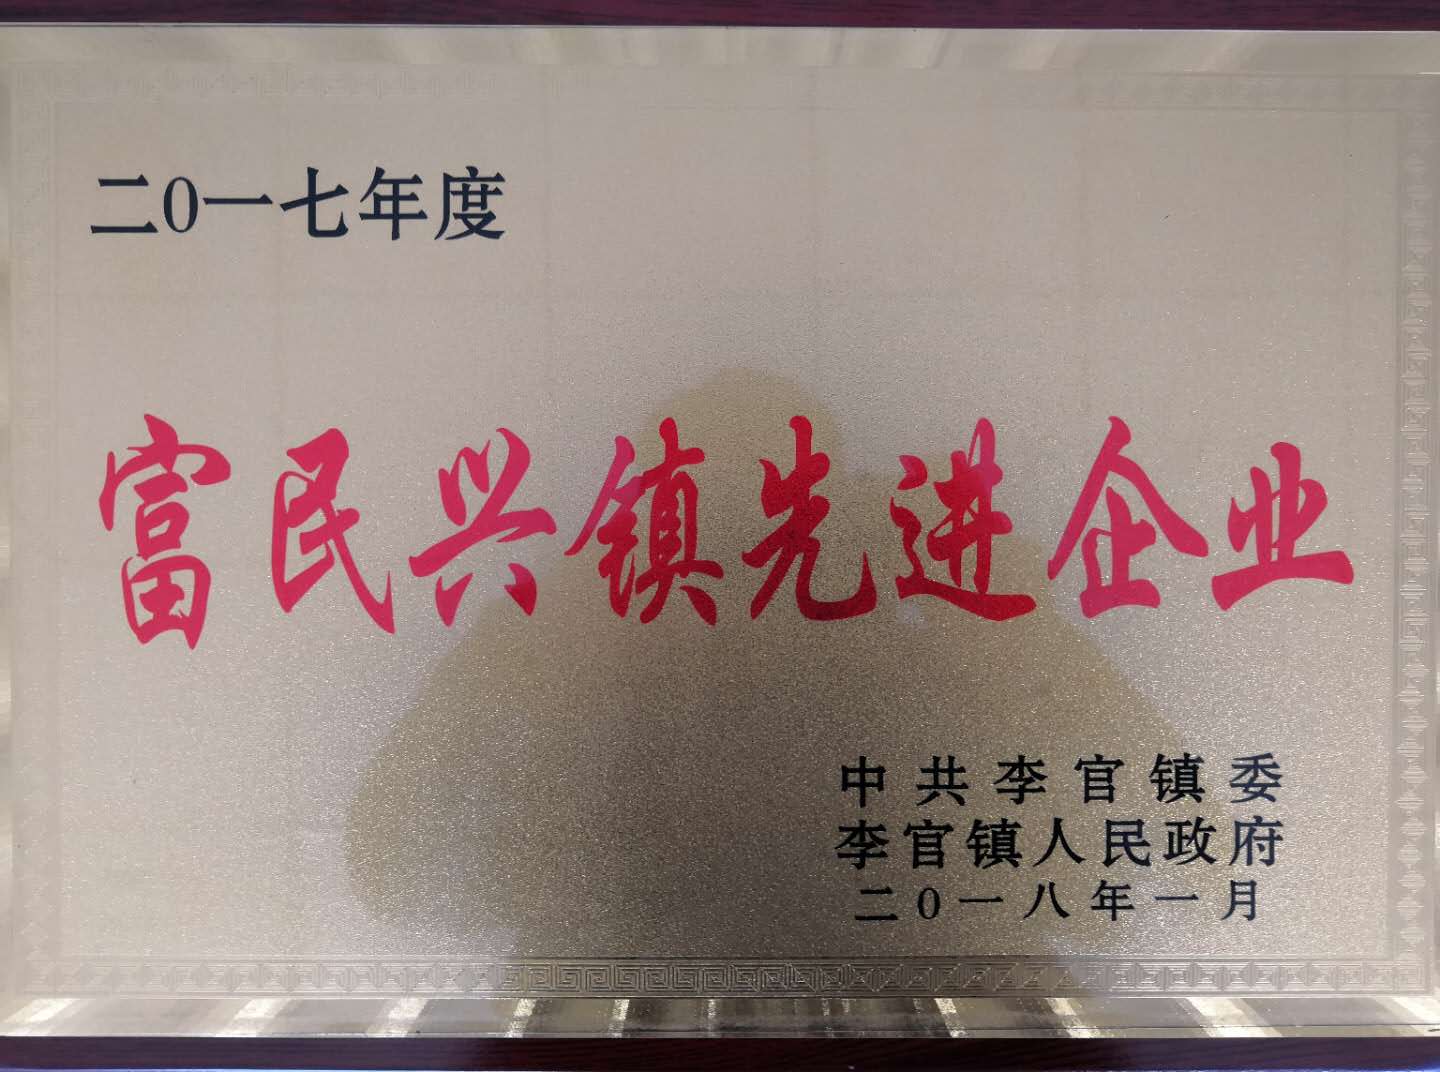 二0一七年度
富民兴镇先进企业
中共李官镇委
李官镇人民政府
二0一八年一月